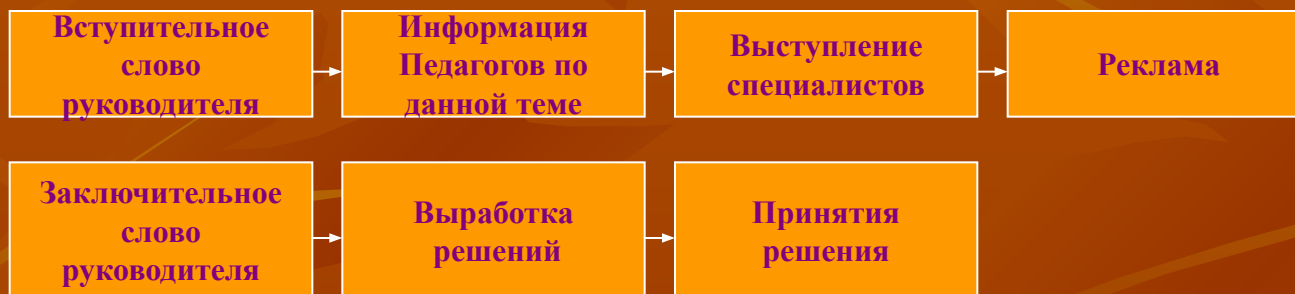 Вступительное
слово
руководителя
Информация
Педагогов по
данной теме
Выступление
специалистов
Реклама
Заключительное
слово
руководителя
Выработка
решений
Принятия
решения